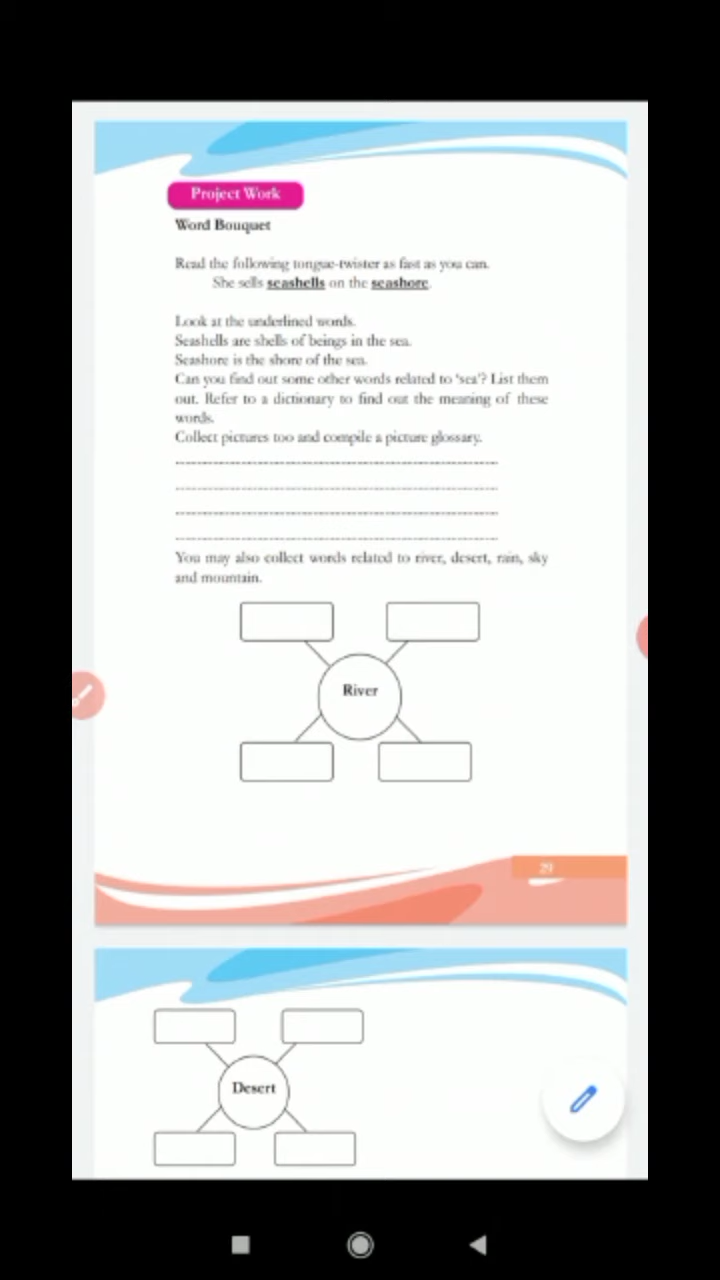 Project Work
Word Bouquet
Read the following tongue-twister as fast as you can.
She sells seashells on the seashore.
Look at the underlined words.
Seashells are shells of beings in the sea.
Seashore is the shore of the sea.
Can you find out some other words related to 'sea'? List them
out. Refer to a dictionary to find out the meaning of these
words.
Collect pictures too and compile a picture glossary.
You may also collect words related to river, desert, rain, sky
and mountain.
River
29
Desert